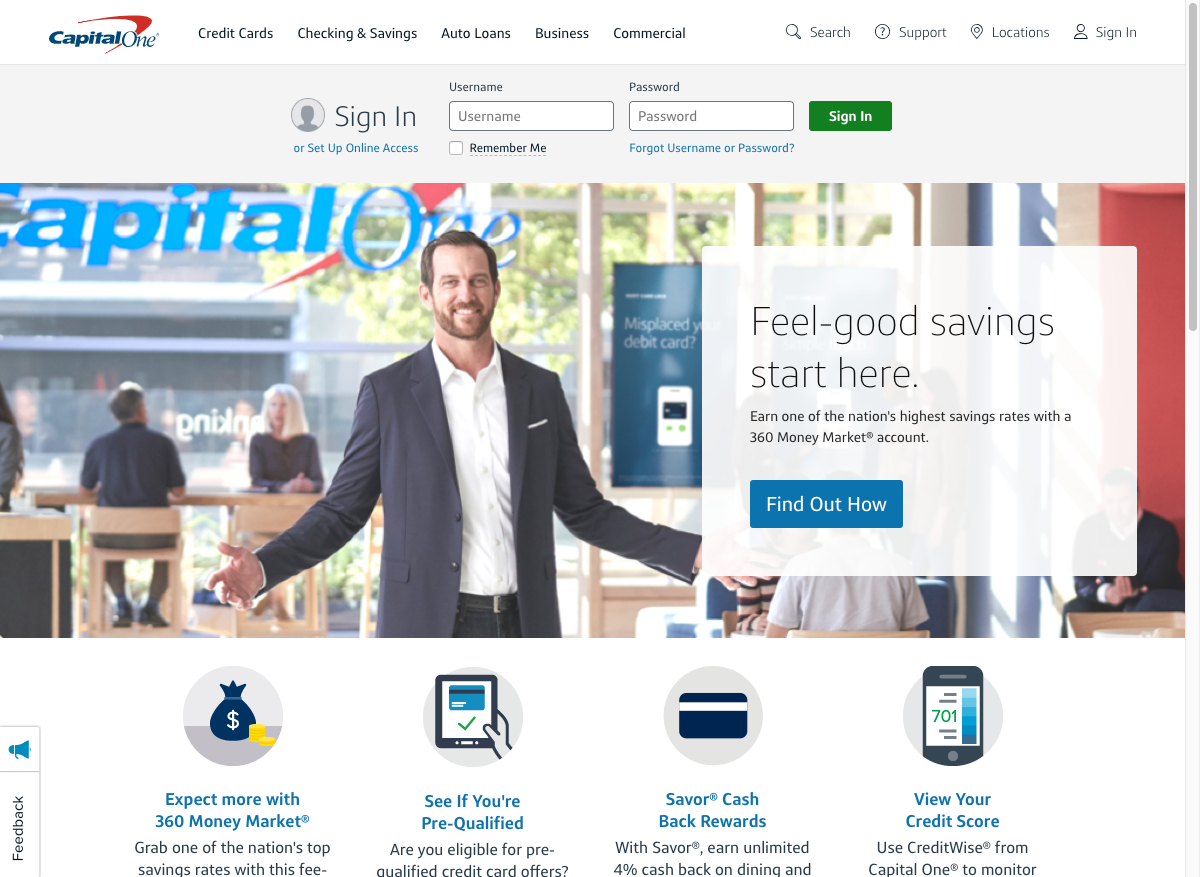 CapitalOne
Credit Cards
Checking & Savings
Auto Loans
Business
Commercial
Search
Support
Locations
Sign In
Sign In
or Set Up Online Access
Username
Username
Remember Me
Password
Password
Forgot Username or Password?
Sign In
CapitalOne
Misplaced your
debit card?
Feel-good savings
start here.
Earn one of the nation's highest savings rates with a
360 Money Market® account.
Find Out How
$
701
Expect more with
360 Money Market®
Grab one of the nation's top
savings rates with this fee-
See If You're
Pre-Qualified
Are you eligible for pre-
qualified credit card offers?
Savor® Cash
Back Rewards
With Savor®, earn unlimited
4% cash back on dining and
View Your
Credit Score
Use CreditWise® from
Capital One® to monitor
Feedback